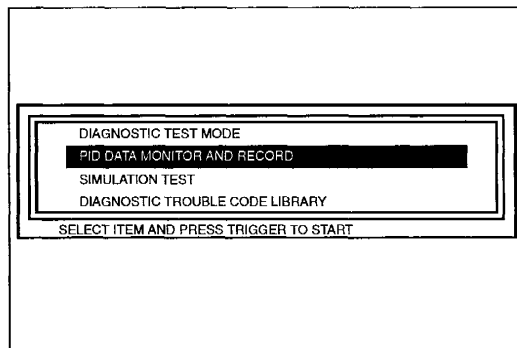 DIAGNOSTIC TEST MODE
PID DATA MONITOR AND RECORD
SIMULATION TEST
DIAGNOSTIC TROUBLE CODE LIBRARY
SELECT ITEM AND PRESS TRIGGER TO START